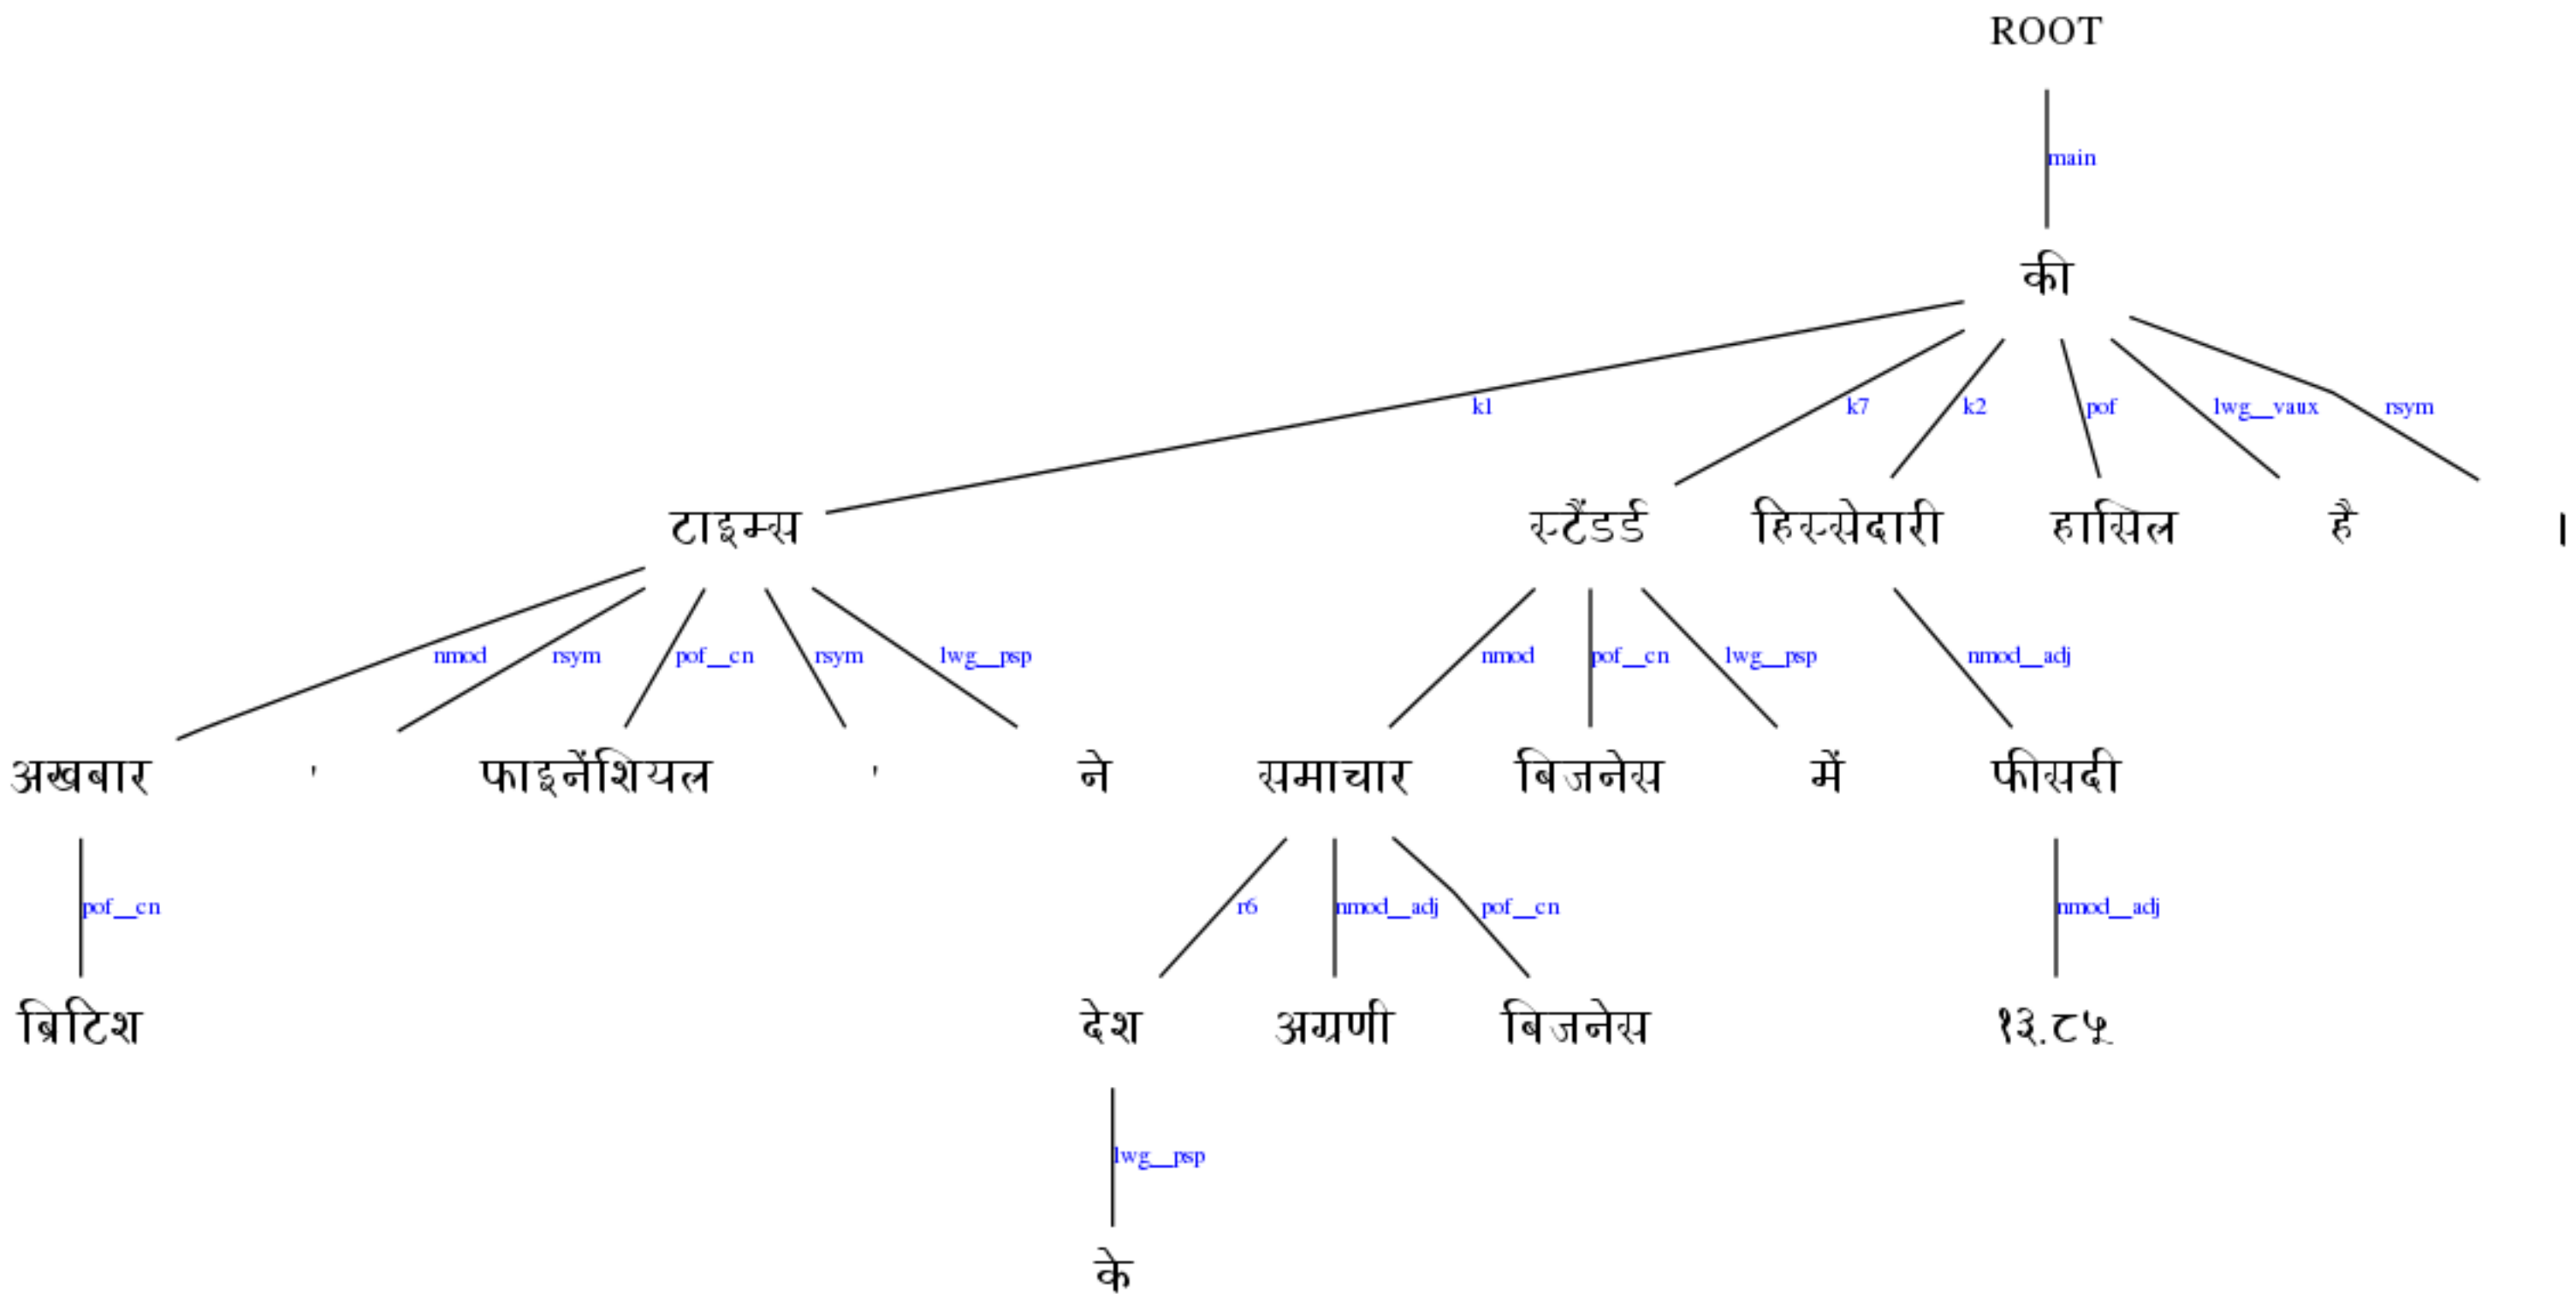 ROOT
main
की
k1 k7 k2 pof lwg__vaux rsym
टाइम्स स्टैंडर्ड हिस्सेदारी हासिल है ।
nmod rsym pof__cn rsym lwg__psp nmod pof__cn lwg__psp nmod__adj
अखबार ' फाइनेंशियल ' ने समाचार बिजनेस में फीसदी
pof__cn r6 nmod__adj pof__cn nmod__adj
ब्रिटिश देश अग्रणी बिजनेस १३.८५
lwg__psp
के